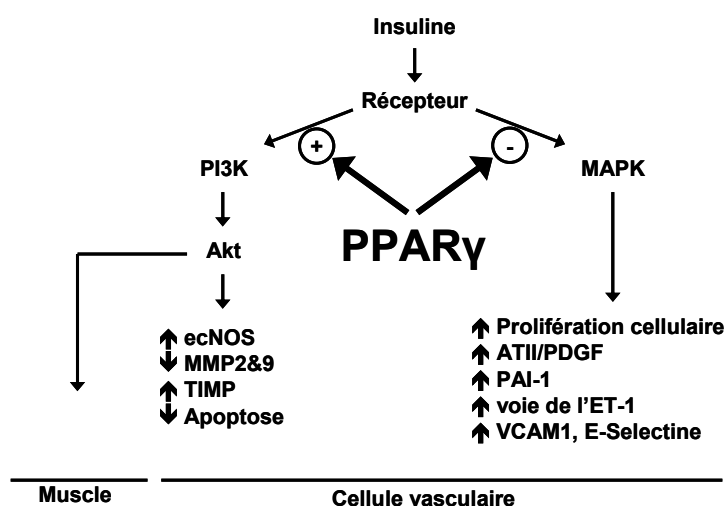 Insuline
Récepteur
+
-
PI3K
MAPK
PPARγ
Akt
↑ ecNOS
↓ MMP2&9
↑ TIMP
↓ Apoptose
↑ Prolifération cellulaire
↑ ATII/PDGF
↑ PAI-1
↑ voie de l'ET-1
↑ VCAM1, E-Selectine
Muscle
Cellule vasculaire